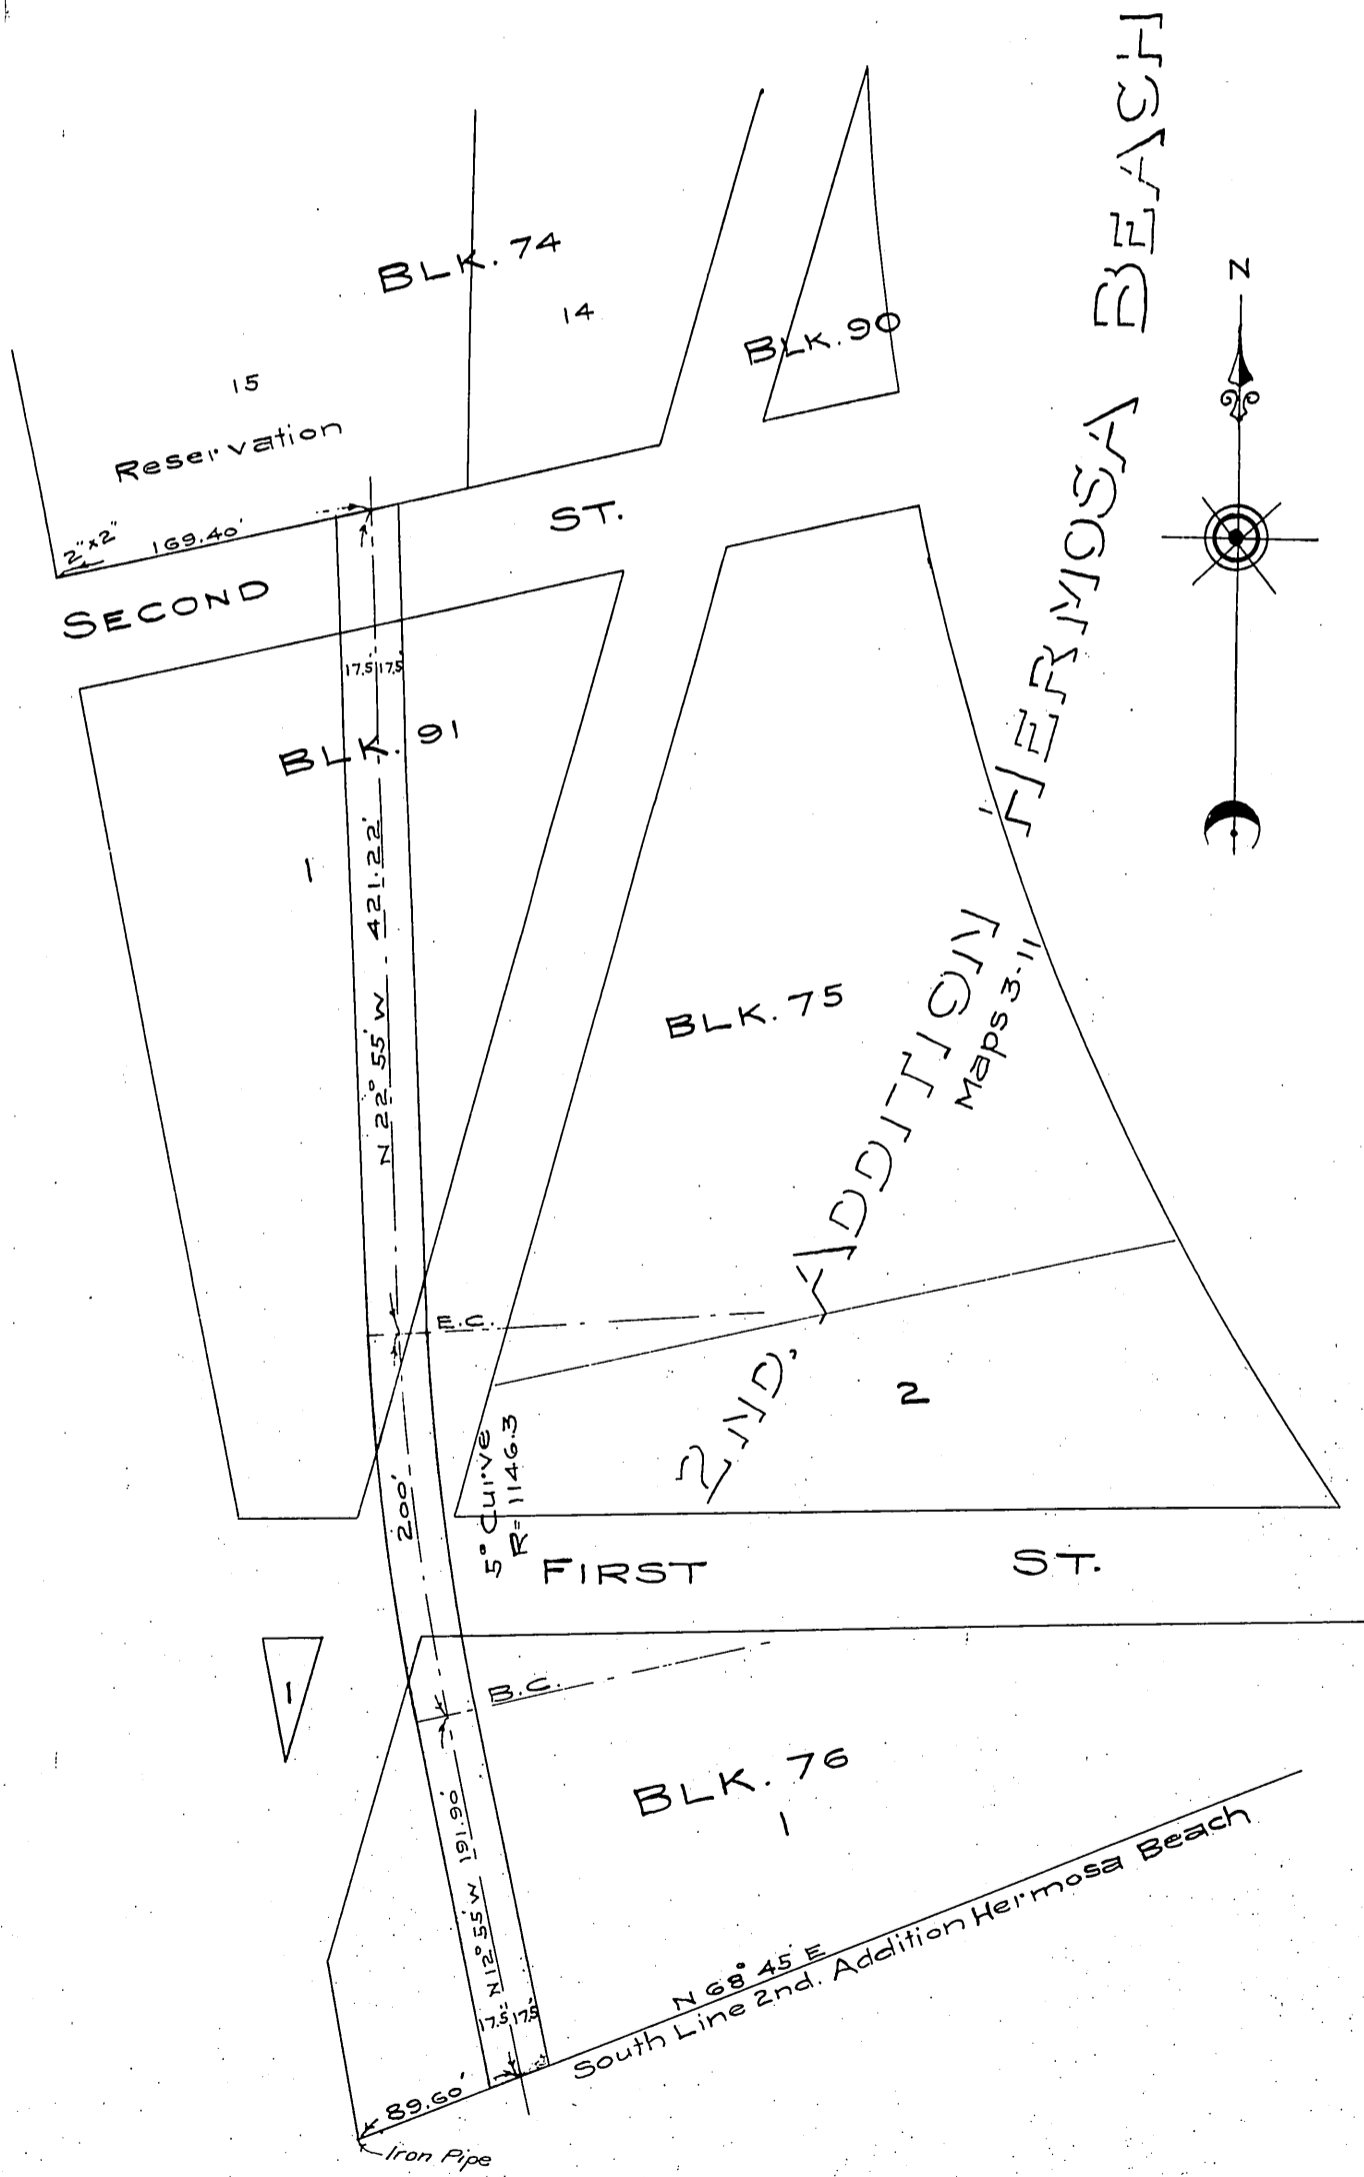 HERMOSA BEACH
N
BLK. 74
14
BLK. 90
15
Reservation
2"x2"
169.40'
SECOND ST.
17.5' 17.5'
BLK. 91
1
421.22'
N 22° 55' W
BLK. 75
2ND. ADDITION
Maps 3-11
E.C.
2
200'
5° Curve
R=1146.3
FIRST ST.
1
B.C.
BLK. 76
1
191.90'
N 12° 55' W
17.5' 17.5'
N 68° 45' E
South Line 2nd. Addition Hermosa Beach
89.60'
Iron Pipe